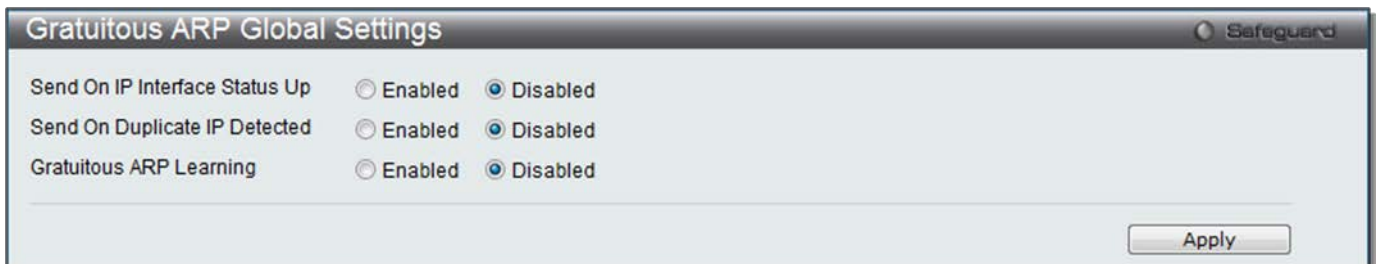 Gratuitous ARP Global Settings Safeguard
Send On IP Interface Status Up Enabled Disabled
Send On Duplicate IP Detected Enabled Disabled
Gratuitous ARP Learning Enabled Disabled
Apply